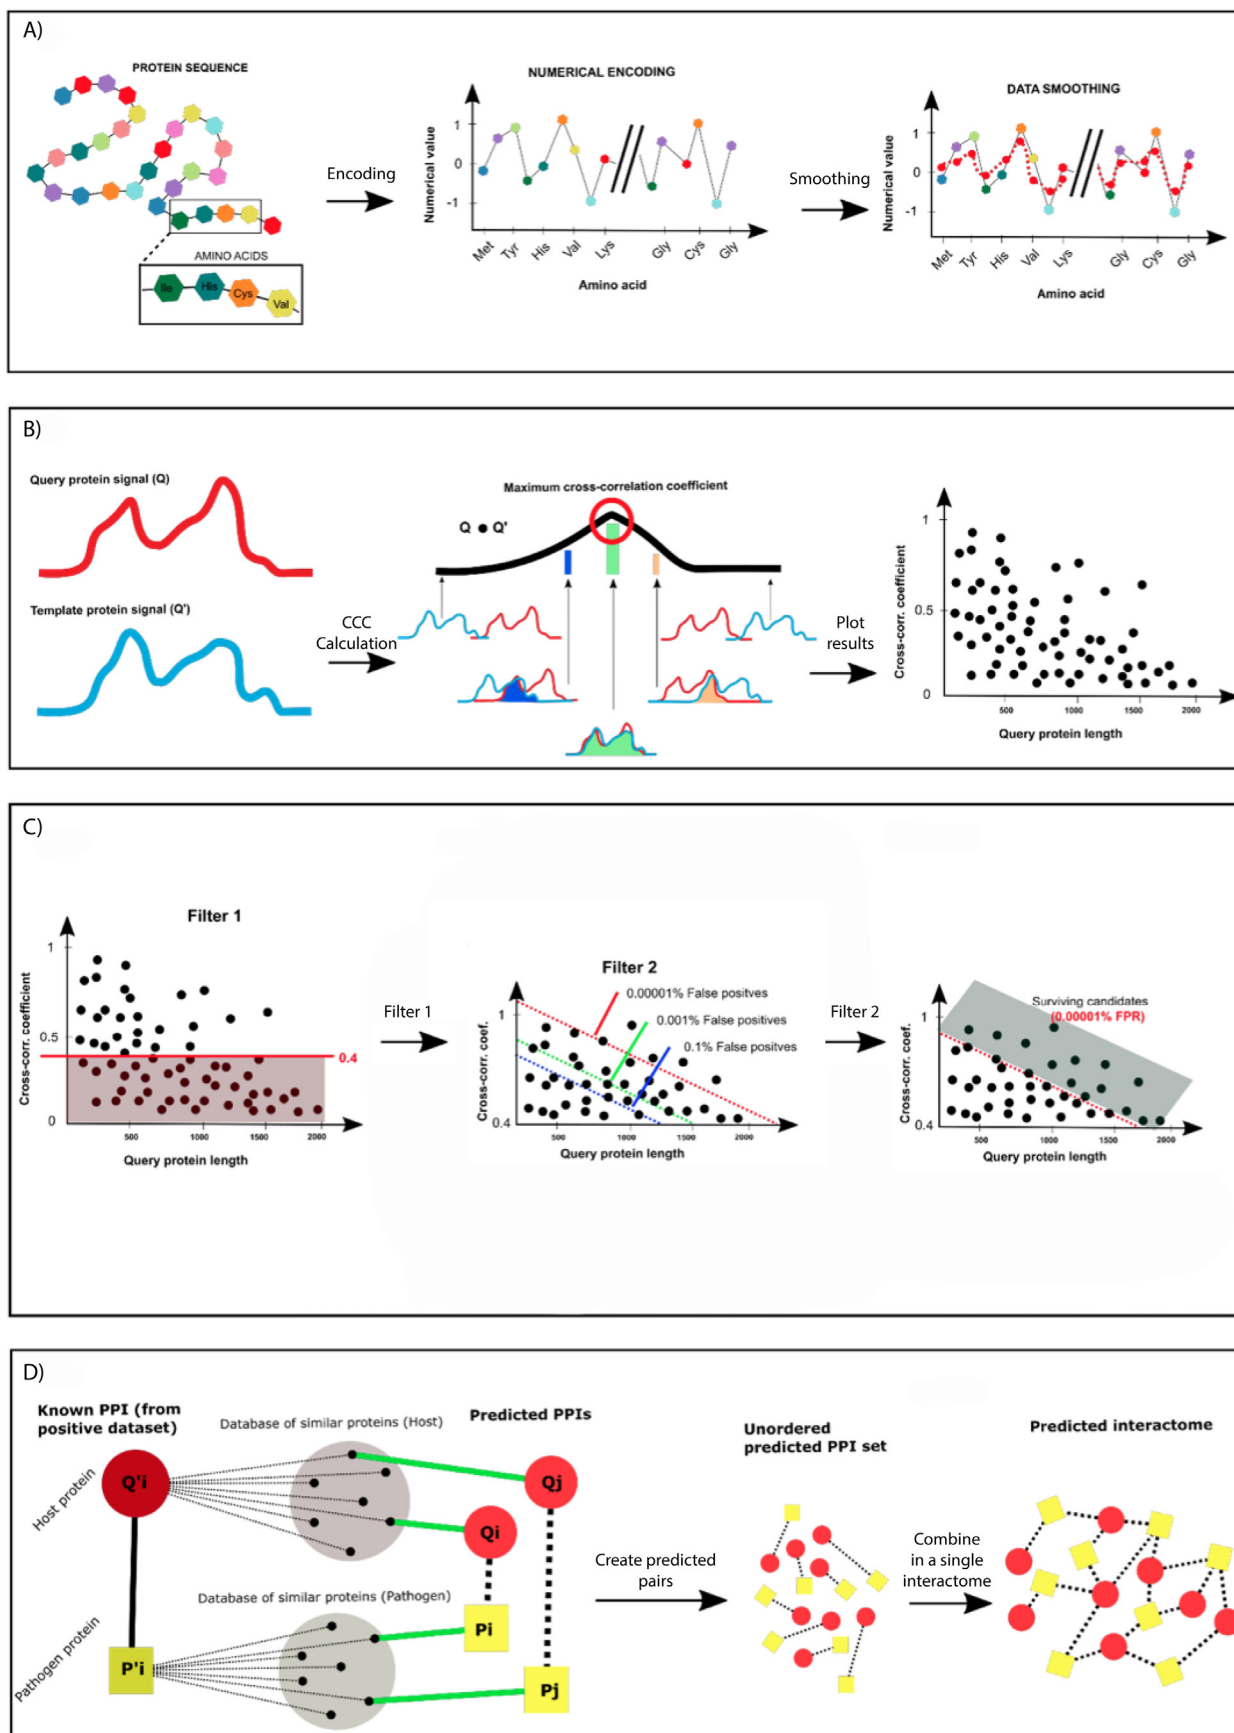 A)
PROTEIN SEQUENCE
AMINO ACIDS
Ile
His
Cys
Val
Encoding
NUMERICAL ENCODING
Numerical value
1
0
-1
Met
Tyr
His
Val
Lys
Gly
Cys
Gly
Amino acid
Smoothing
DATA SMOOTHING
Numerical value
1
0
-1
Met
Tyr
His
Val
Lys
Gly
Cys
Gly
Amino acid
B)
Query protein signal (Q)
Template protein signal (Q')
CCC
Calculation
Maximum cross-correlation coefficient
Q ● Q'
Plot
results
Cross-corr. coefficient
1
0.5
0
500
1000
1500
2000
Query protein length
C)
Filter 1
Cross-corr. coefficient
1
0.5
0
0.4
500
1000
1500
2000
Query protein length
Filter 1
Filter 2
0.00001% False positves
0.001% False positives
0.1% False positves
Cross-corr. coef.
1
0.4
500
1000
1500
2000
Query protein length
Filter 2
Surviving candidates
(0.00001% FPR)
Cross-corr. coef.
1
0.4
500
1000
1500
2000
Query protein length
D)
Known PPI (from
positive dataset)
Host protein
Q'i
Pathogen protein
P'i
Database of similar proteins (Host)
Database of similar proteins (Pathogen)
Predicted PPIs
Qj
Qi
Pi
Pj
Create predicted
pairs
Unordered
predicted PPI set
Combine
in a single
interactome
Predicted interactome